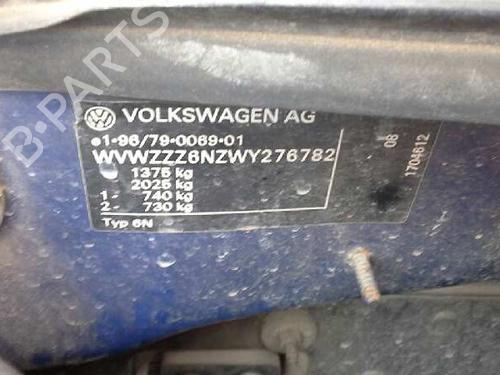 B-PARTS
VOLKSWAGEN AG
e1*96/79*0069*01
WVWZZZ6NZWY276782
1375 kg
2025 kg
1- 740 kg
2- 730 kg
Typ 6N
08
1704612